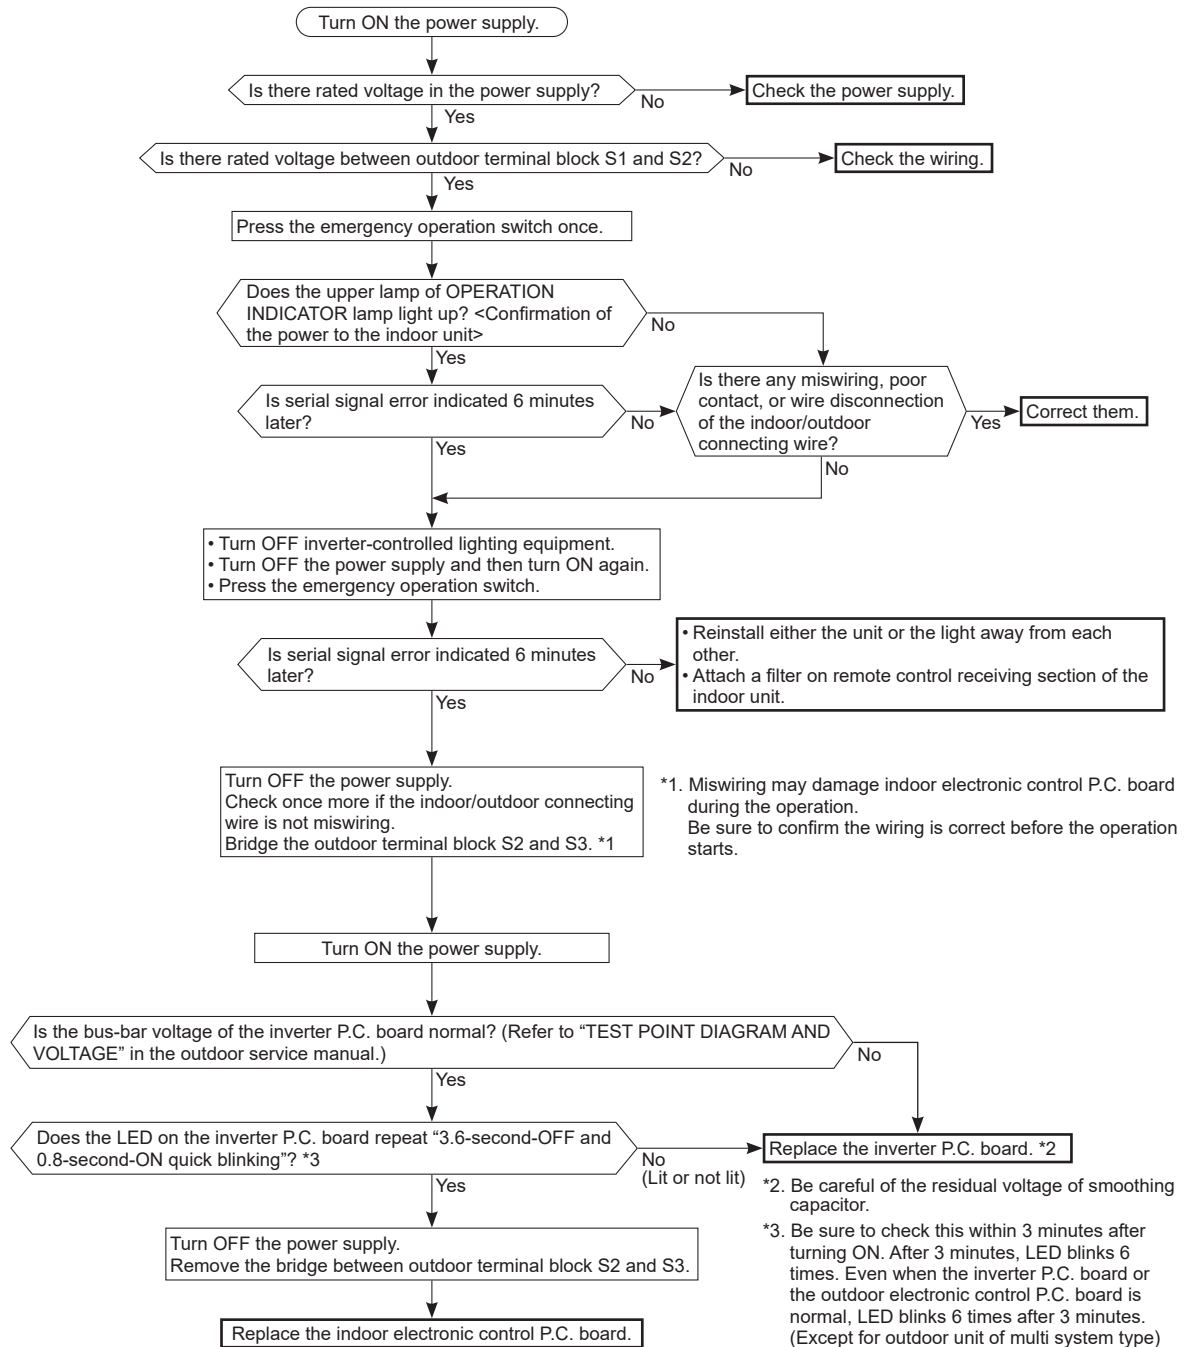 Turn ON the power supply.
Is there rated voltage in the power supply?
No
Check the power supply.
Yes
Is there rated voltage between outdoor terminal block S1 and S2?
No
Check the wiring.
Yes
Press the emergency operation switch once.
Does the upper lamp of OPERATION
INDICATOR lamp light up? <Confirmation of
the power to the indoor unit>
No
Yes
Is serial signal error indicated 6 minutes
later?
No
Is there any miswiring, poor
contact, or wire disconnection
of the indoor/outdoor
connecting wire?
Yes
Correct them.
Yes
No
• Turn OFF inverter-controlled lighting equipment.
• Turn OFF the power supply and then turn ON again.
• Press the emergency operation switch.
Is serial signal error indicated 6 minutes
later?
No
• Reinstall either the unit or the light away from each
other.
• Attach a filter on remote control receiving section of the
indoor unit.
Yes
Turn OFF the power supply.
Check once more if the indoor/outdoor connecting
wire is not miswiring.
Bridge the outdoor terminal block S2 and S3. *1
*1. Miswiring may damage indoor electronic control P.C. board
during the operation.
Be sure to confirm the wiring is correct before the operation
starts.
Turn ON the power supply.
Is the bus-bar voltage of the inverter P.C. board normal? (Refer to “TEST POINT DIAGRAM AND
VOLTAGE” in the outdoor service manual.)
No
Yes
Does the LED on the inverter P.C. board repeat “3.6-second-OFF and
0.8-second-ON quick blinking”? *3
No
(Lit or not lit)
Replace the inverter P.C. board. *2
Yes
*2. Be careful of the residual voltage of smoothing
capacitor.
*3. Be sure to check this within 3 minutes after
turning ON. After 3 minutes, LED blinks 6
times. Even when the inverter P.C. board or
the outdoor electronic control P.C. board is
normal, LED blinks 6 times after 3 minutes.
(Except for outdoor unit of multi system type)
Turn OFF the power supply.
Remove the bridge between outdoor terminal block S2 and S3.
Replace the indoor electronic control P.C. board.